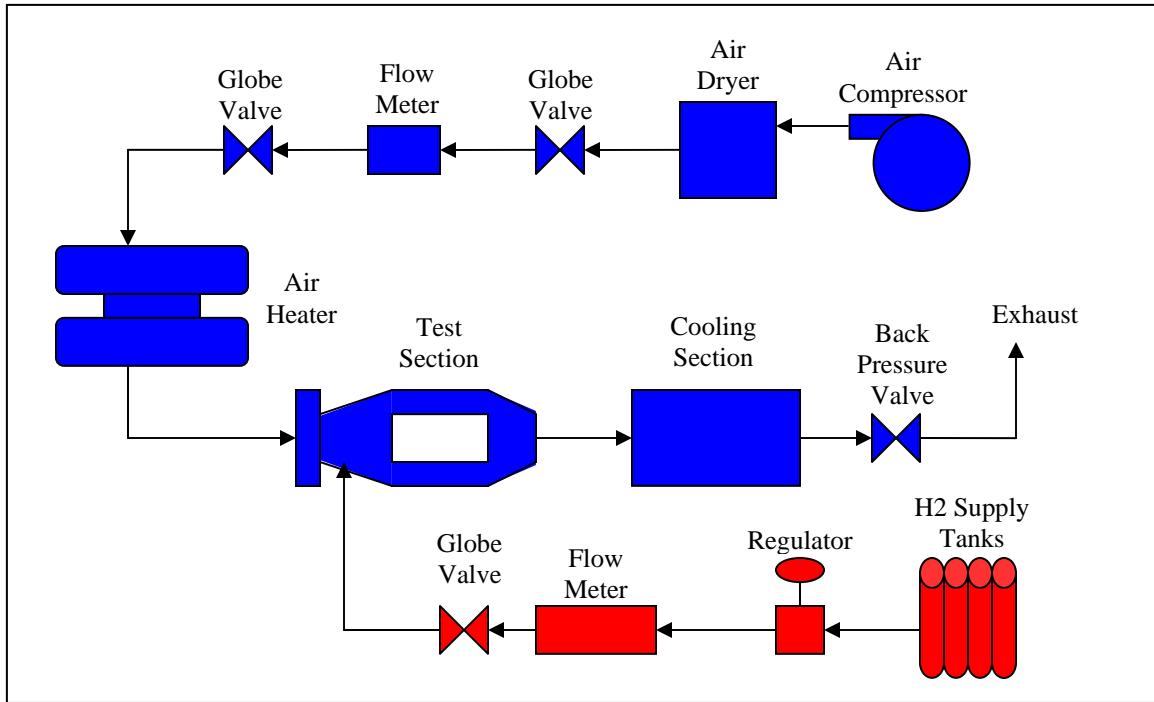 Globe
Valve
Flow
Meter
Globe
Valve
Air
Dryer
Air
Compressor
Air
Heater
Test
Section
Cooling
Section
Back
Pressure
Valve
Exhaust
Globe
Valve
Flow
Meter
Regulator
H2 Supply
Tanks